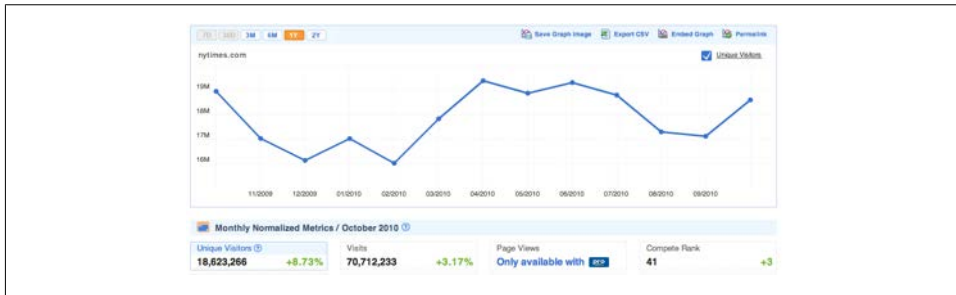 7D 30D 3M 6M 1Y 2Y Save Graph Image Export CSV Embed Graph Permalink
nytimes.com Unique Visitors
19M
18M
17M
16M
11/2009 12/2009 01/2010 02/2010 03/2010 04/2010 05/2010 06/2010 07/2010 08/2010 09/2010
Monthly Normalized Metrics / October 2010 ?
Unique Visitors ? Visits Page Views Compete Rank
18,623,266 +8.73% 70,712,233 +3.17% Only available with PRO 41 +3